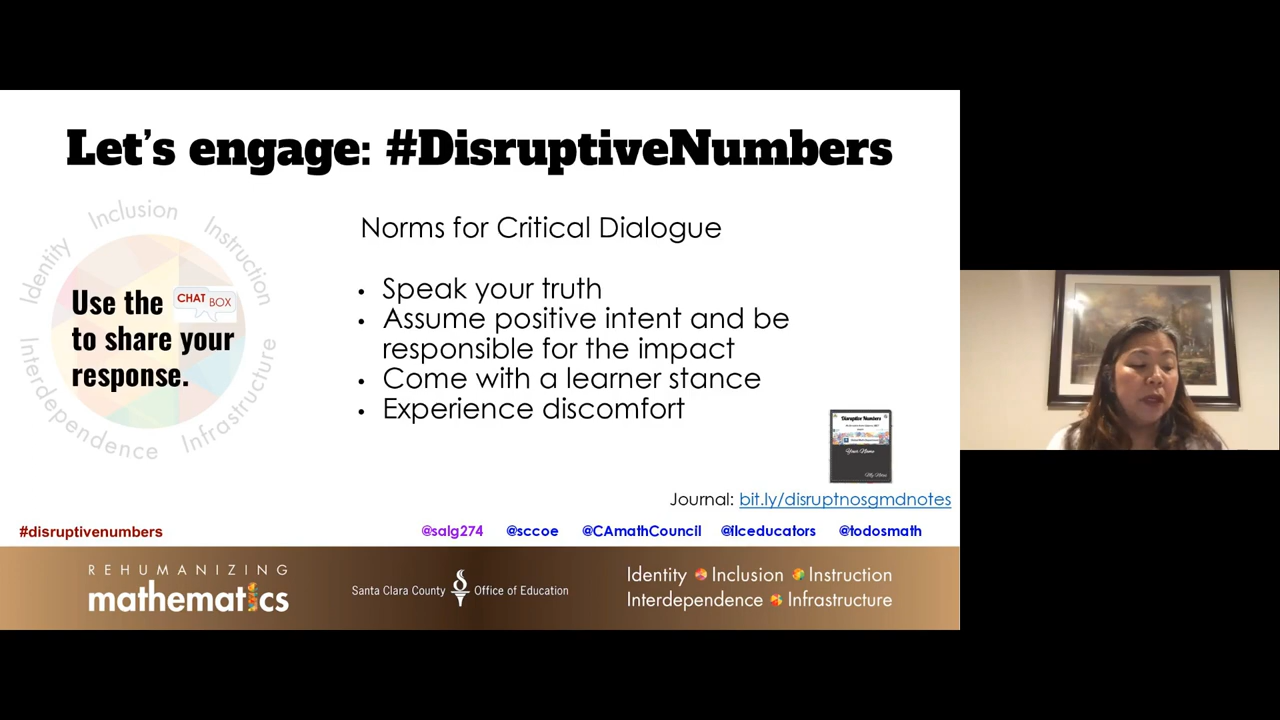 Let's engage: #DisruptiveNumbers
Identity
Inclusion
Instruction
Interdependence
Infrastructure
Use the CHAT BOX
to share your
response.
Norms for Critical Dialogue
• Speak your truth
• Assume positive intent and be
responsible for the impact
• Come with a learner stance
• Experience discomfort
Disruptive Numbers
Your Name
Journal: bit.ly/disruptnosgmdnotes
#disruptivenumbers
@salg274 @sccoe @CAmathCouncil @ilceducators @todosmath
REHUMANIZING
mathematics
Santa Clara County Office of Education
Identity Inclusion Instruction
Interdependence Infrastructure